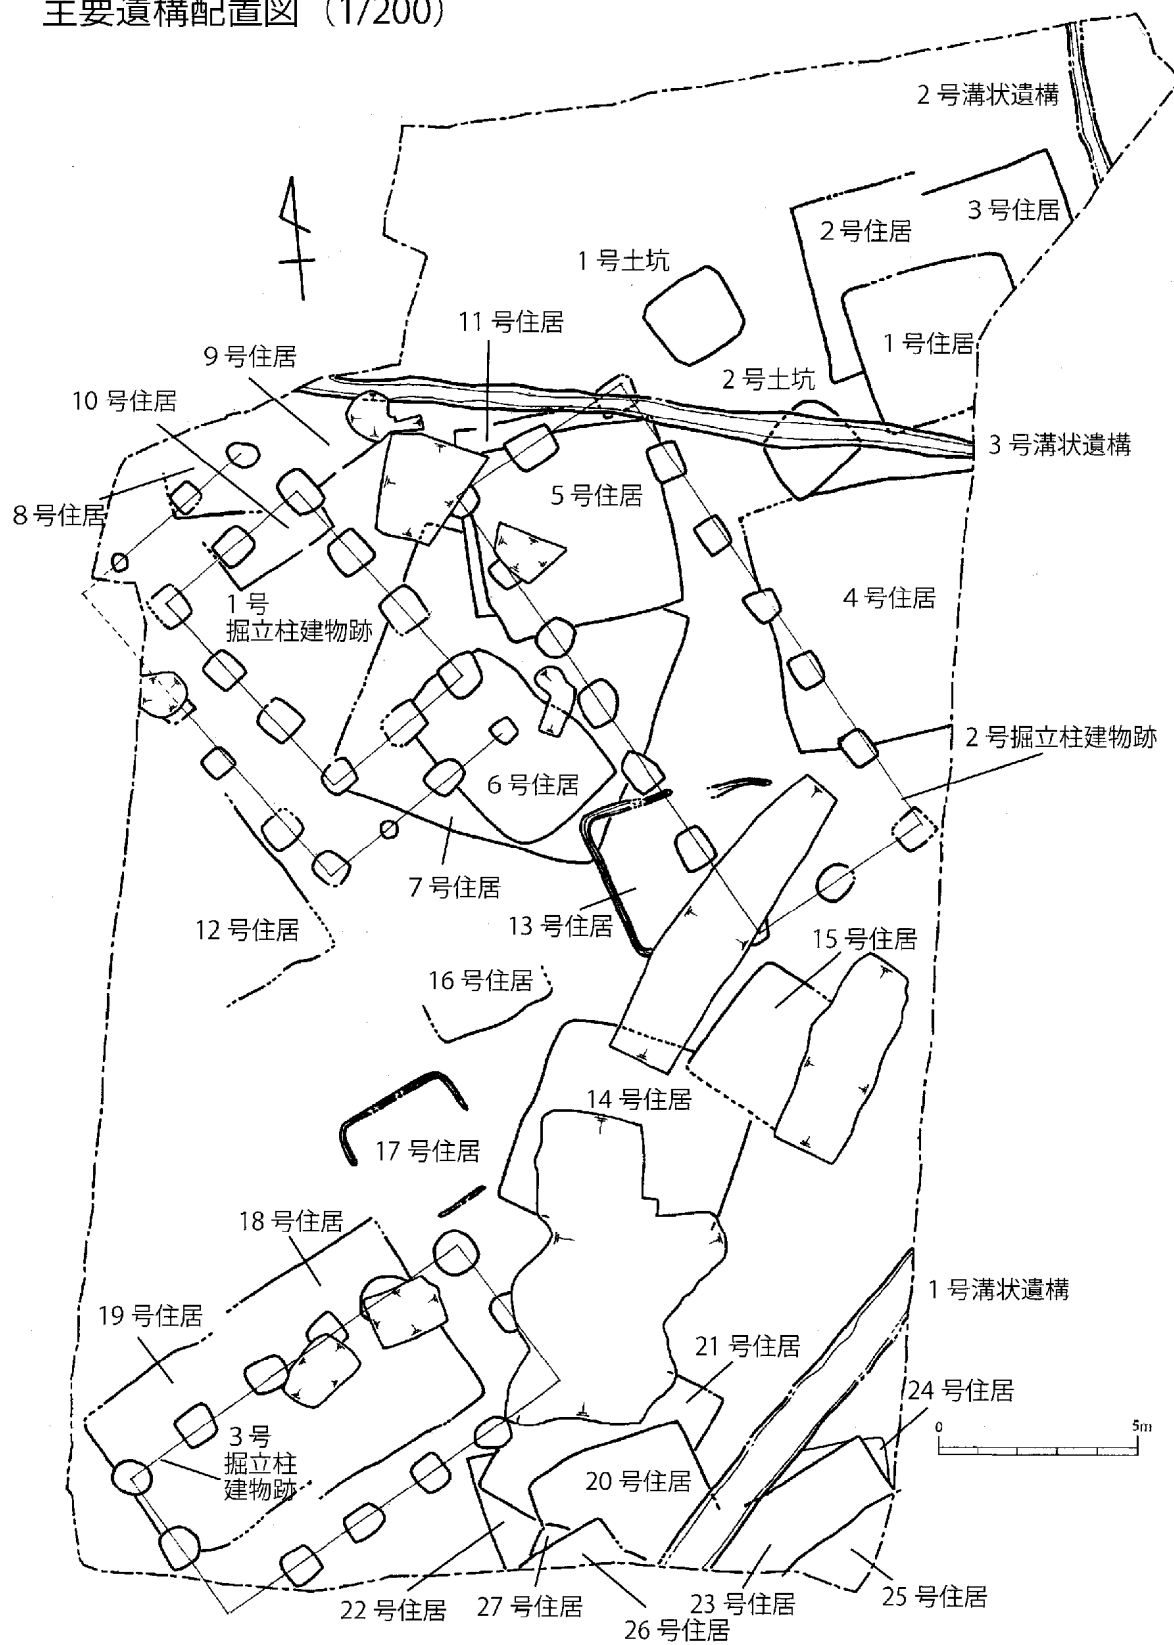 主要遺構配置図（1/200）
2号溝状遺構
3号住居
2号住居
1号土坑
11号住居
1号住居
9号住居
2号土坑
10号住居
3号溝状遺構
5号住居
8号住居
4号住居
1号
掘立柱建物跡
2号掘立柱建物跡
6号住居
7号住居
13号住居
12号住居
15号住居
16号住居
14号住居
17号住居
18号住居
1号溝状遺構
19号住居
21号住居
24号住居
0 5m
3号
掘立柱
建物跡
20号住居
25号住居
22号住居
27号住居
23号住居
26号住居